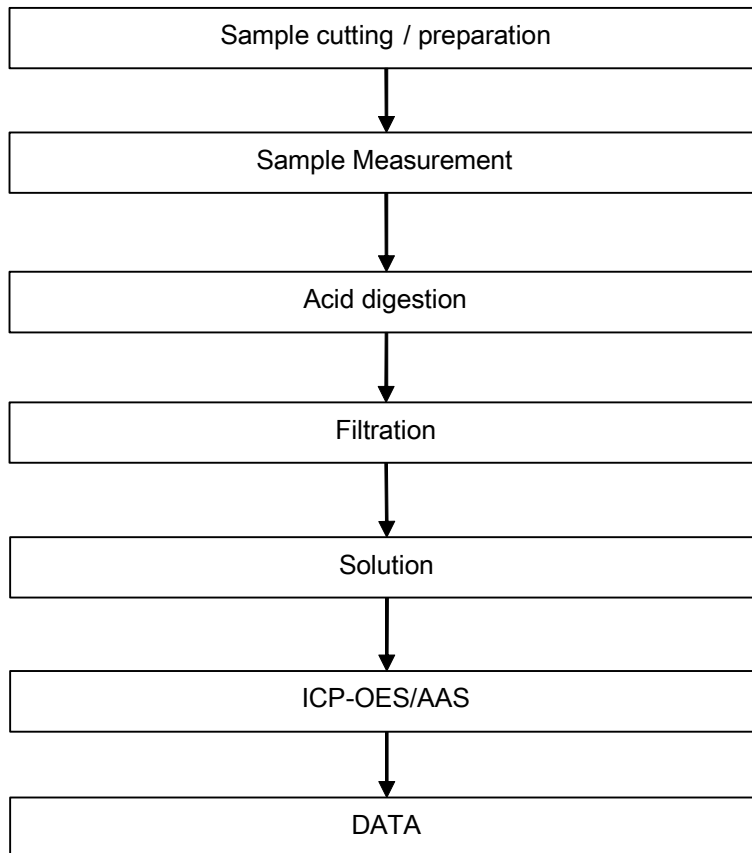 Sample cutting / preparation
Sample Measurement
Acid digestion
Filtration
Solution
ICP-OES/AAS
DATA